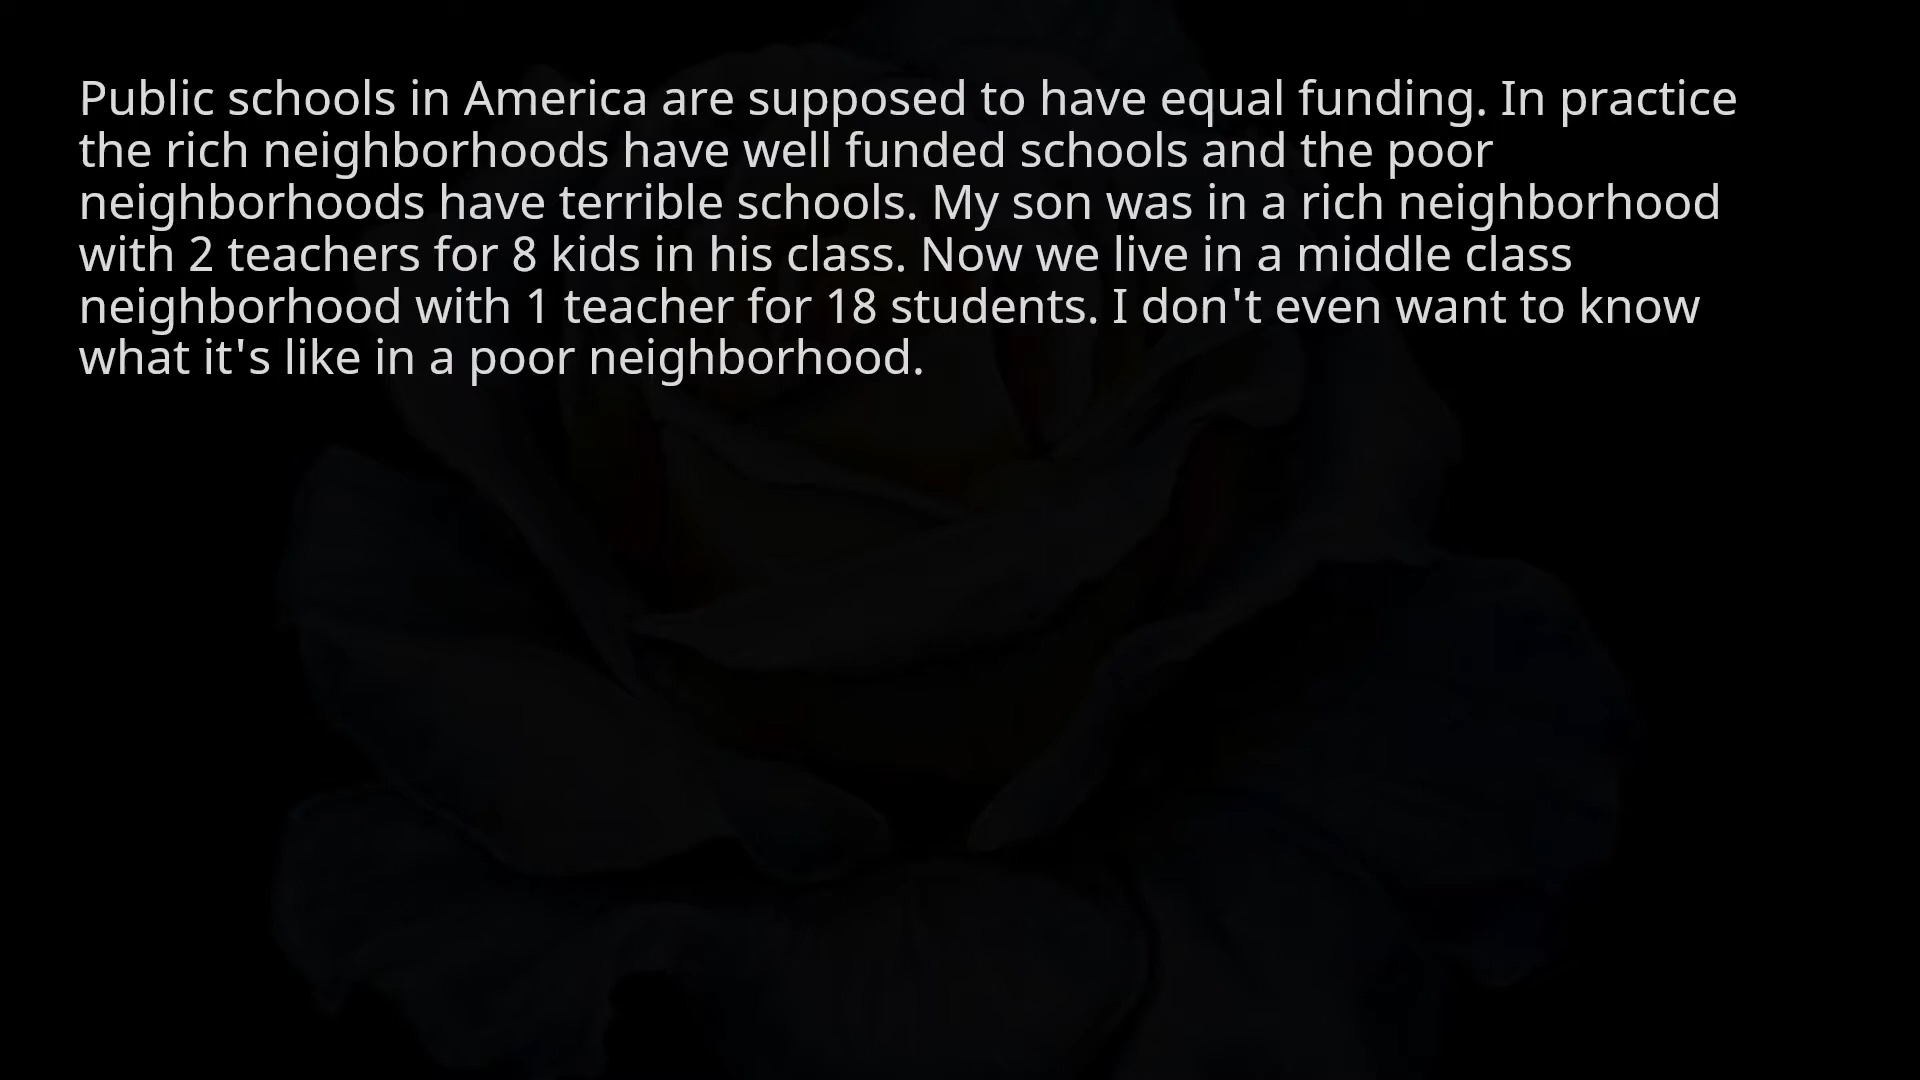 Public schools in America are supposed to have equal funding. In practice
the rich neighborhoods have well funded schools and the poor
neighborhoods have terrible schools. My son was in a rich neighborhood
with 2 teachers for 8 kids in his class. Now we live in a middle class
neighborhood with 1 teacher for 18 students. I don't even want to know
what it's like in a poor neighborhood.